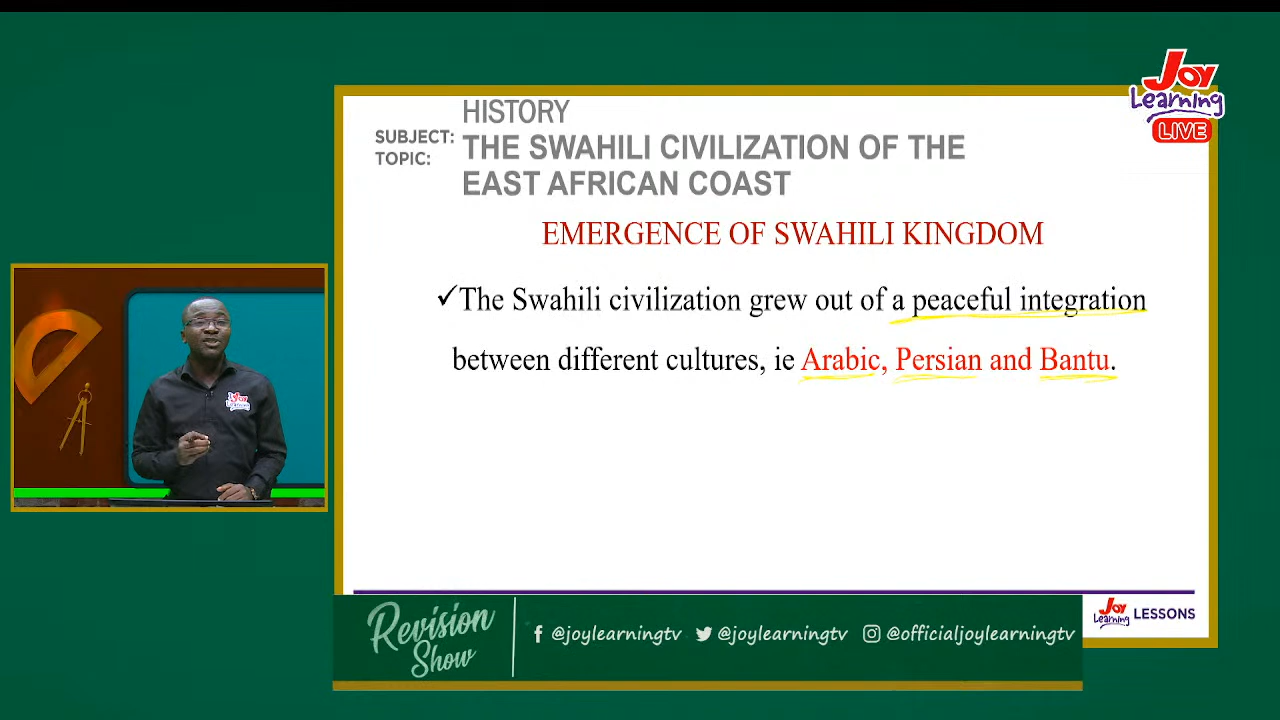 Joy
Learning
LIVE
HISTORY
SUBJECT:
TOPIC:
THE SWAHILI CIVILIZATION OF THE
EAST AFRICAN COAST
EMERGENCE OF SWAHILI KINGDOM
✓The Swahili civilization grew out of a peaceful integration
between different cultures, ie Arabic, Persian and Bantu.
Joy
Learning
Revision
Show
@joylearningtv @joylearningtv @officialjoylearningtv
Joy
Learning
LESSONS